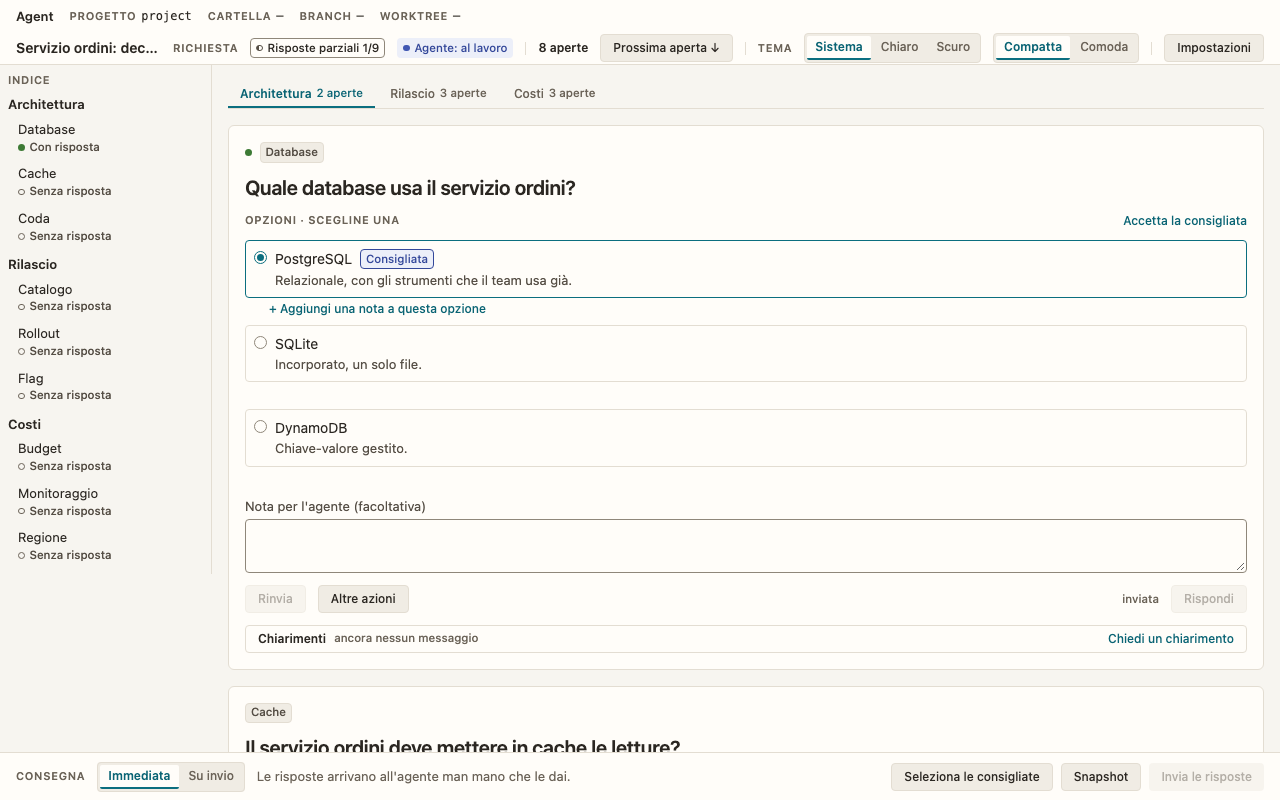 Agent PROGETTO project CARTELLA — BRANCH — WORKTREE —
Servizio ordini: dec... RICHIESTA Risposte parziali 1/9 Agente: al lavoro 8 aperte Prossima aperta ↓ TEMA Sistema Chiaro Scuro Compatta Comoda Impostazioni
INDICE
Architettura
Database
Con risposta
Cache
Senza risposta
Coda
Senza risposta
Rilascio
Catalogo
Senza risposta
Rollout
Senza risposta
Flag
Senza risposta
Costi
Budget
Senza risposta
Monitoraggio
Senza risposta
Regione
Senza risposta
Architettura 2 aperte Rilascio 3 aperte Costi 3 aperte
Database
Quale database usa il servizio ordini?
OPZIONI · SCEGLINE UNA Accetta la consigliata
PostgreSQL Consigliata
Relazionale, con gli strumenti che il team usa già.
+ Aggiungi una nota a questa opzione
SQLite
Incorporato, un solo file.
DynamoDB
Chiave-valore gestito.
Nota per l'agente (facoltativa)
Rinvia Altre azioni inviata Rispondi
Chiarimenti ancora nessun messaggio Chiedi un chiarimento
Cache
Il servizio ordini deve mettere in cache le letture?
CONSEGNA Immediata Su invio Le risposte arrivano all'agente man mano che le dai. Seleziona le consigliate Snapshot Invia le risposte